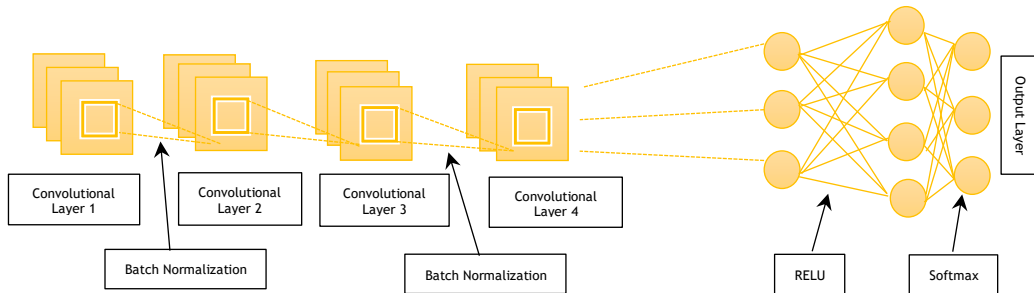 Convolutional
Layer 1
Convolutional
Layer 2
Convolutional
Layer 3
Convolutional
Layer 4
Output Layer
Batch Normalization
Batch Normalization
RELU
Softmax